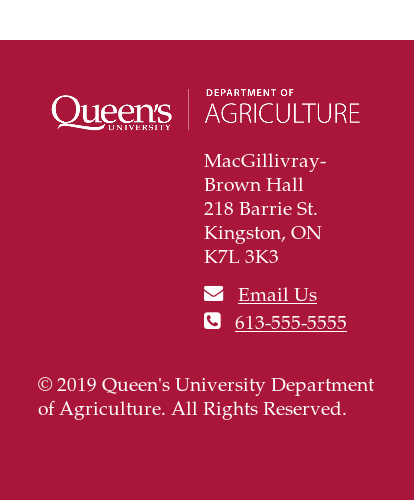 Queen's
UNIVERSITY
DEPARTMENT OF
AGRICULTURE
MacGillivray-
Brown Hall
218 Barrie St.
Kingston, ON
K7L 3K3
Email Us
613-555-5555
© 2019 Queen's University Department
of Agriculture. All Rights Reserved.